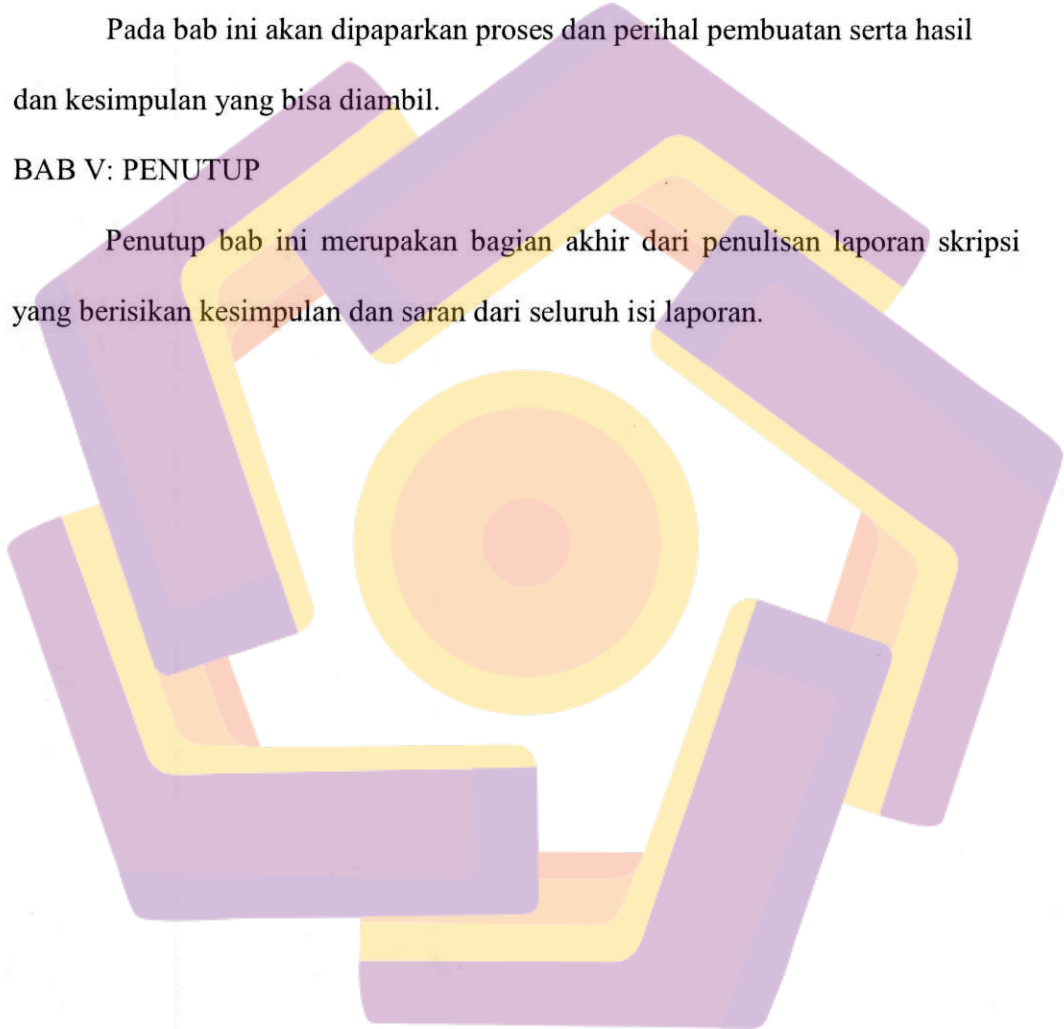 Pada bab ini akan dipaparkan proses dan perihal pembuatan serta hasil
dan kesimpulan yang bisa diambil.
BAB V: PENUTUP
Penutup bab ini merupakan bagian akhir dari penulisan laporan skripsi
yang berisikan kesimpulan dan saran dari seluruh isi laporan.